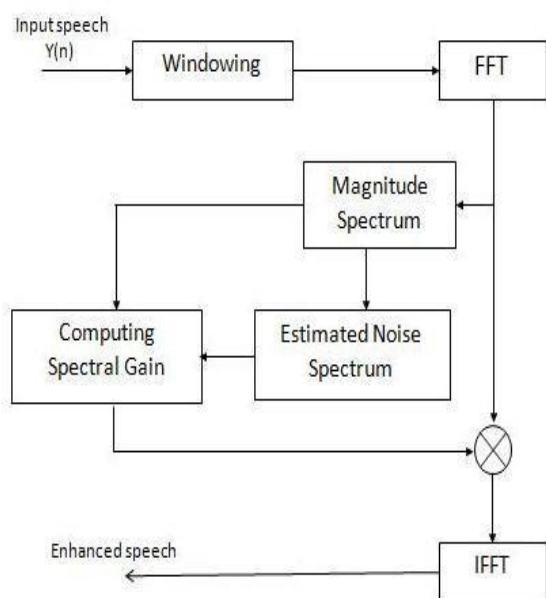 Input speech
Y(n)
Windowing
FFT
Magnitude
Spectrum
Computing
Spectral Gain
Estimated Noise
Spectrum
Enhanced speech
IFFT